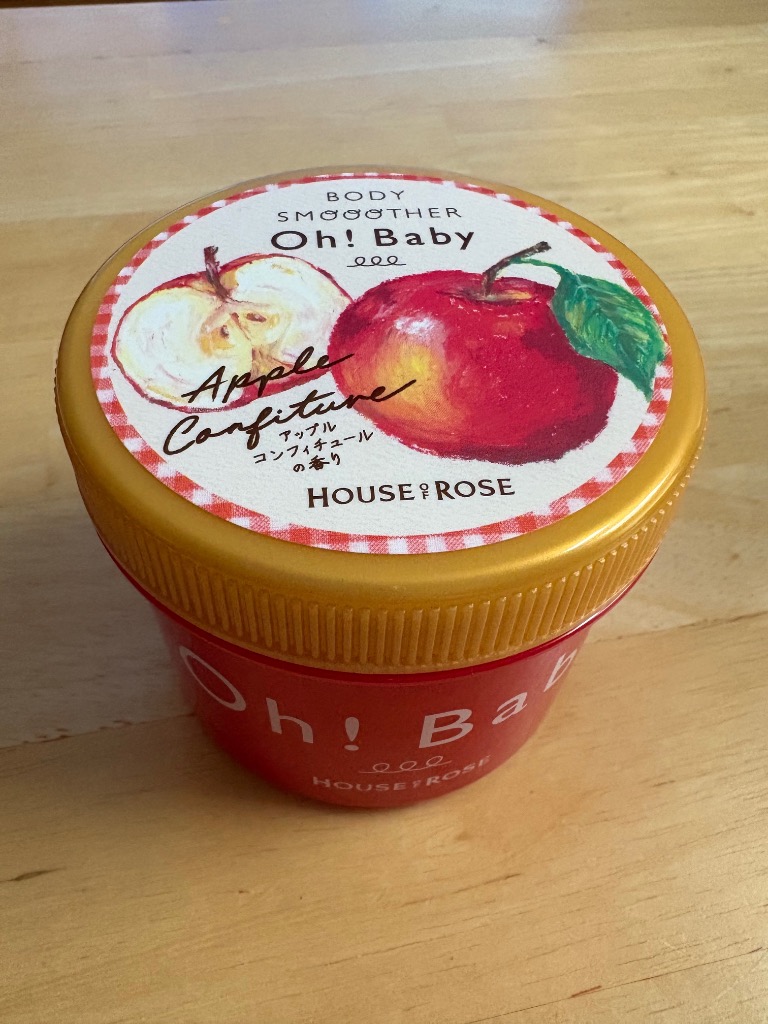 BODY
SMOOOTHER
Oh! Baby
Apple
Confiture
アップル
コンフィチュール
の香り
HOUSE OF ROSE
Oh! Bab
HOUSE OF ROSE